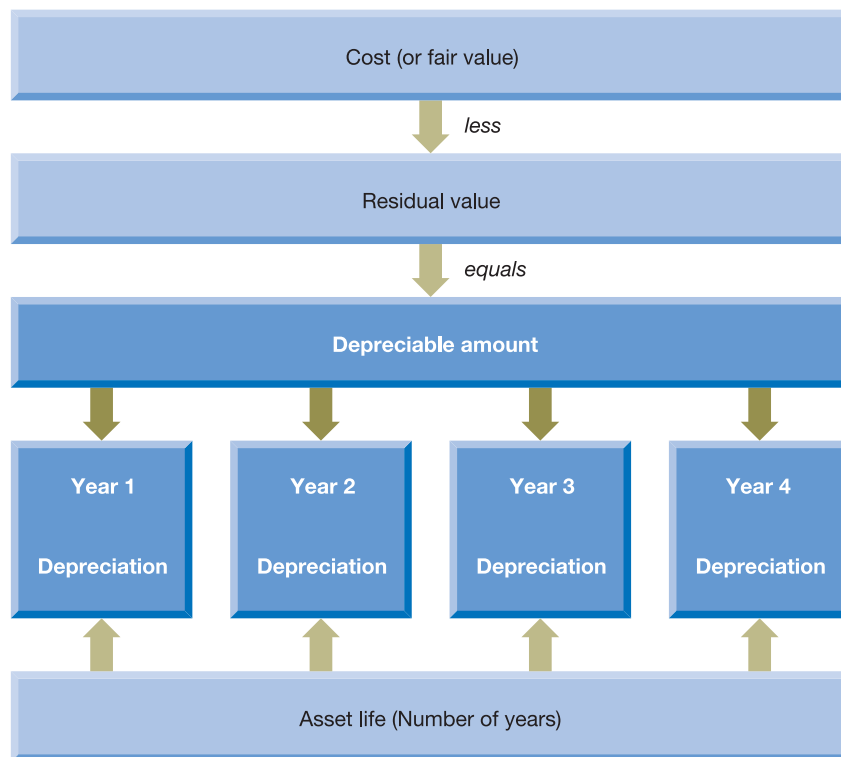 Cost (or fair value)
less
Residual value
equals
Depreciable amount
Year 1
Depreciation
Year 2
Depreciation
Year 3
Depreciation
Year 4
Depreciation
Asset life (Number of years)